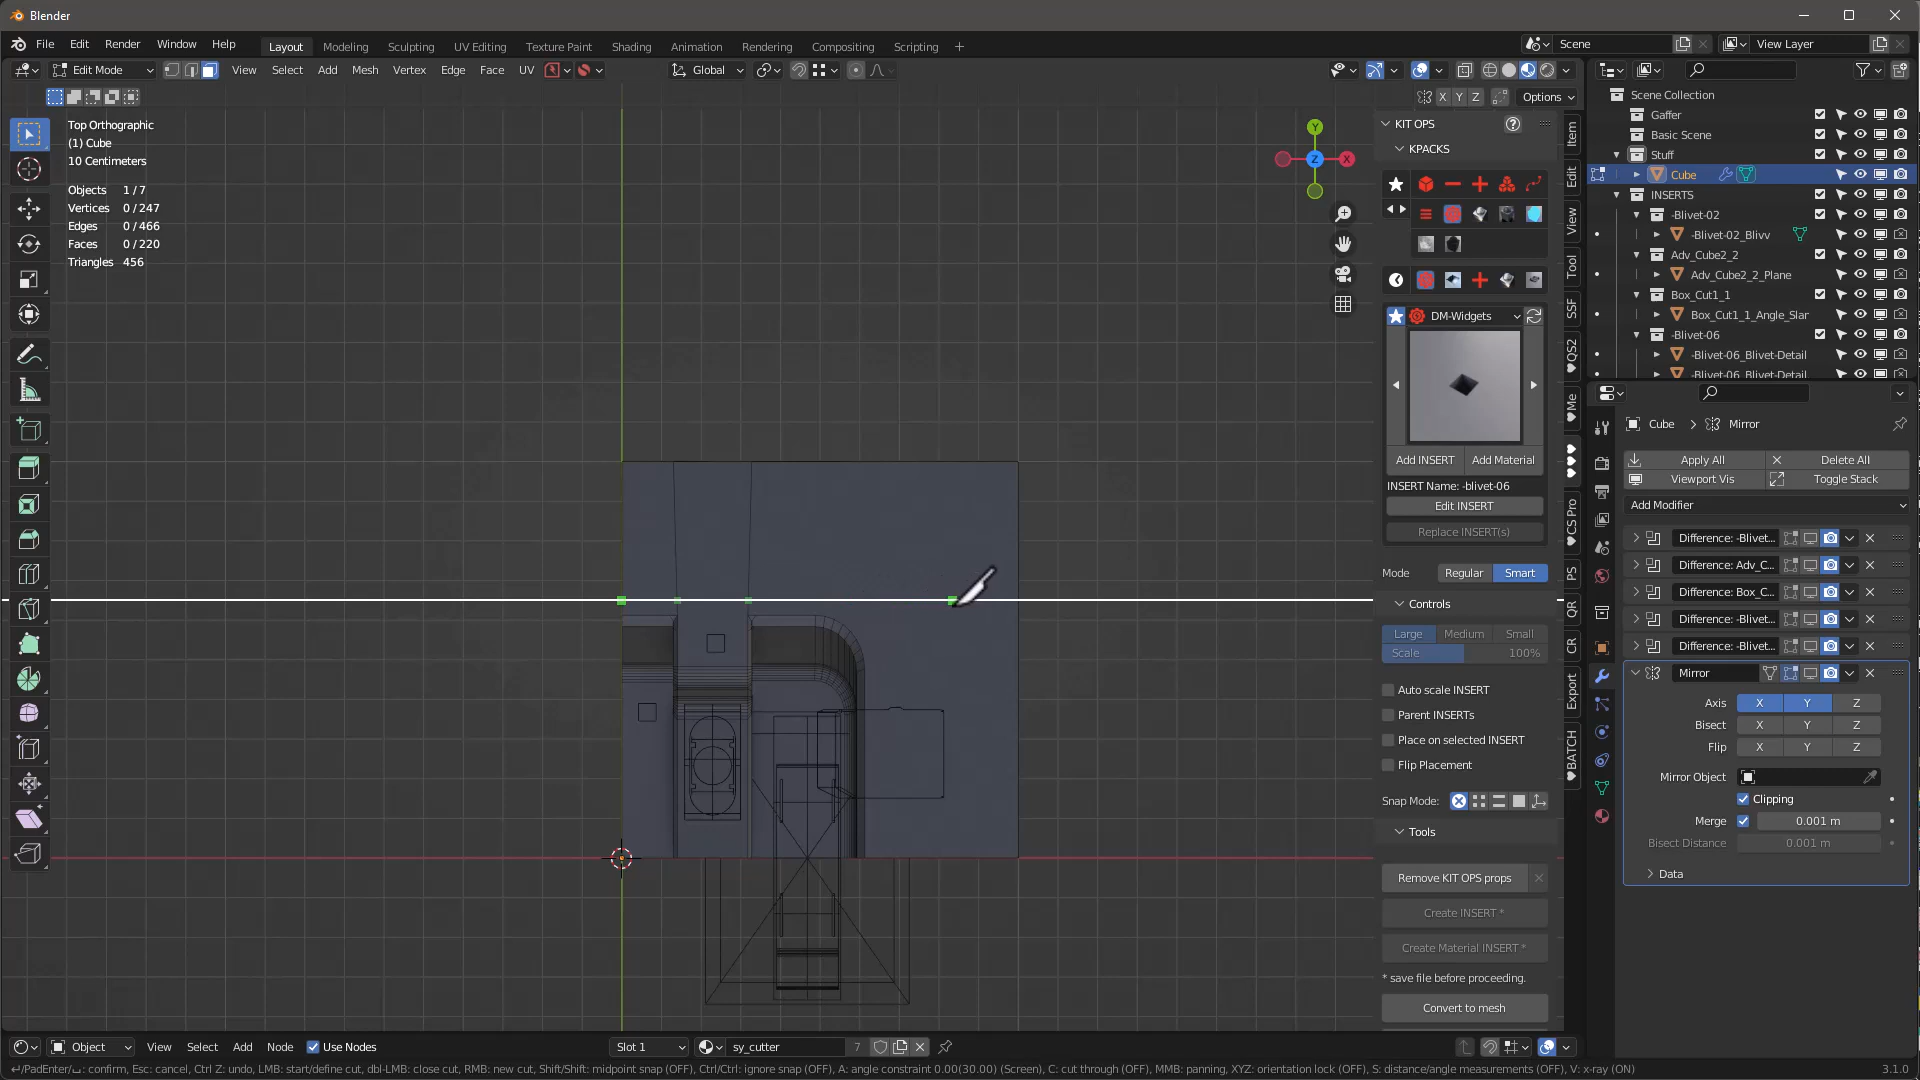 Blender
File Edit Render Window Help Layout Modeling Sculpting UV Editing Texture Paint Shading Animation Rendering Compositing Scripting Scene View Layer
Edit Mode View Select Add Mesh Vertex Edge Face UV Global
X Y Z Options
Top Orthographic
(1) Cube
10 Centimeters
Objects 1/7
Vertices 0/247
Edges 0/466
Faces 0/220
Triangles 456
Y
Z
X
KIT OPS
KPACKS
DM-Widgets
Add INSERT Add Material
INSERT Name: -blivet-06
Edit INSERT
Replace INSERT(s)
Mode Regular Smart
Controls
Large Medium Small
Scale 100%
Auto scale INSERT
Parent INSERTs
Place on selected INSERT
Flip Placement
Snap Mode:
Tools
Remove KIT OPS props
Create INSERT *
Create Material INSERT *
* save file before proceeding.
Convert to mesh
Item
Edit
View
Tool
SSF
QS2
Me
CS Pro
PS
QR
CR
Export
BATCH
Scene Collection
Gaffer
Basic Scene
Stuff
Cube
INSERTS
-Blivet-02
-Blivet-02_Blivv
Adv_Cube2_2
Adv_Cube2_2_Plane
Box_Cut1_1
Box_Cut1_1_Angle_Slar
-Blivet-06
-Blivet-06_Blivet-Detail
-Blivet-06_Blivet-Detail
Cube Mirror
Apply All Delete All
Viewport Vis Toggle Stack
Add Modifier
Difference: -Blivet...
Difference: Adv_C...
Difference: Box_C...
Difference: -Blivet...
Difference: -Blivet...
Mirror
Axis X Y Z
Bisect X Y Z
Flip X Y Z
Mirror Object
Clipping
Merge 0.001 m
Bisect Distance 0.001 m
Data
Object View Select Add Node Use Nodes Slot 1 sy_cutter 7
/PadEnter/: confirm, Esc: cancel, Ctrl Z: undo, LMB: start/define cut, dbl-LMB: close cut, RMB: new cut, Shift/Shift: midpoint snap (OFF), Ctrl/Ctrl: ignore snap (OFF), A: angle constraint 0.00(30.00) (Screen), C: cut through (OFF), MMB: panning, XYZ: orientation lock (OFF), S: distance/angle measurements (OFF), V: x-ray (ON) 3.1.0